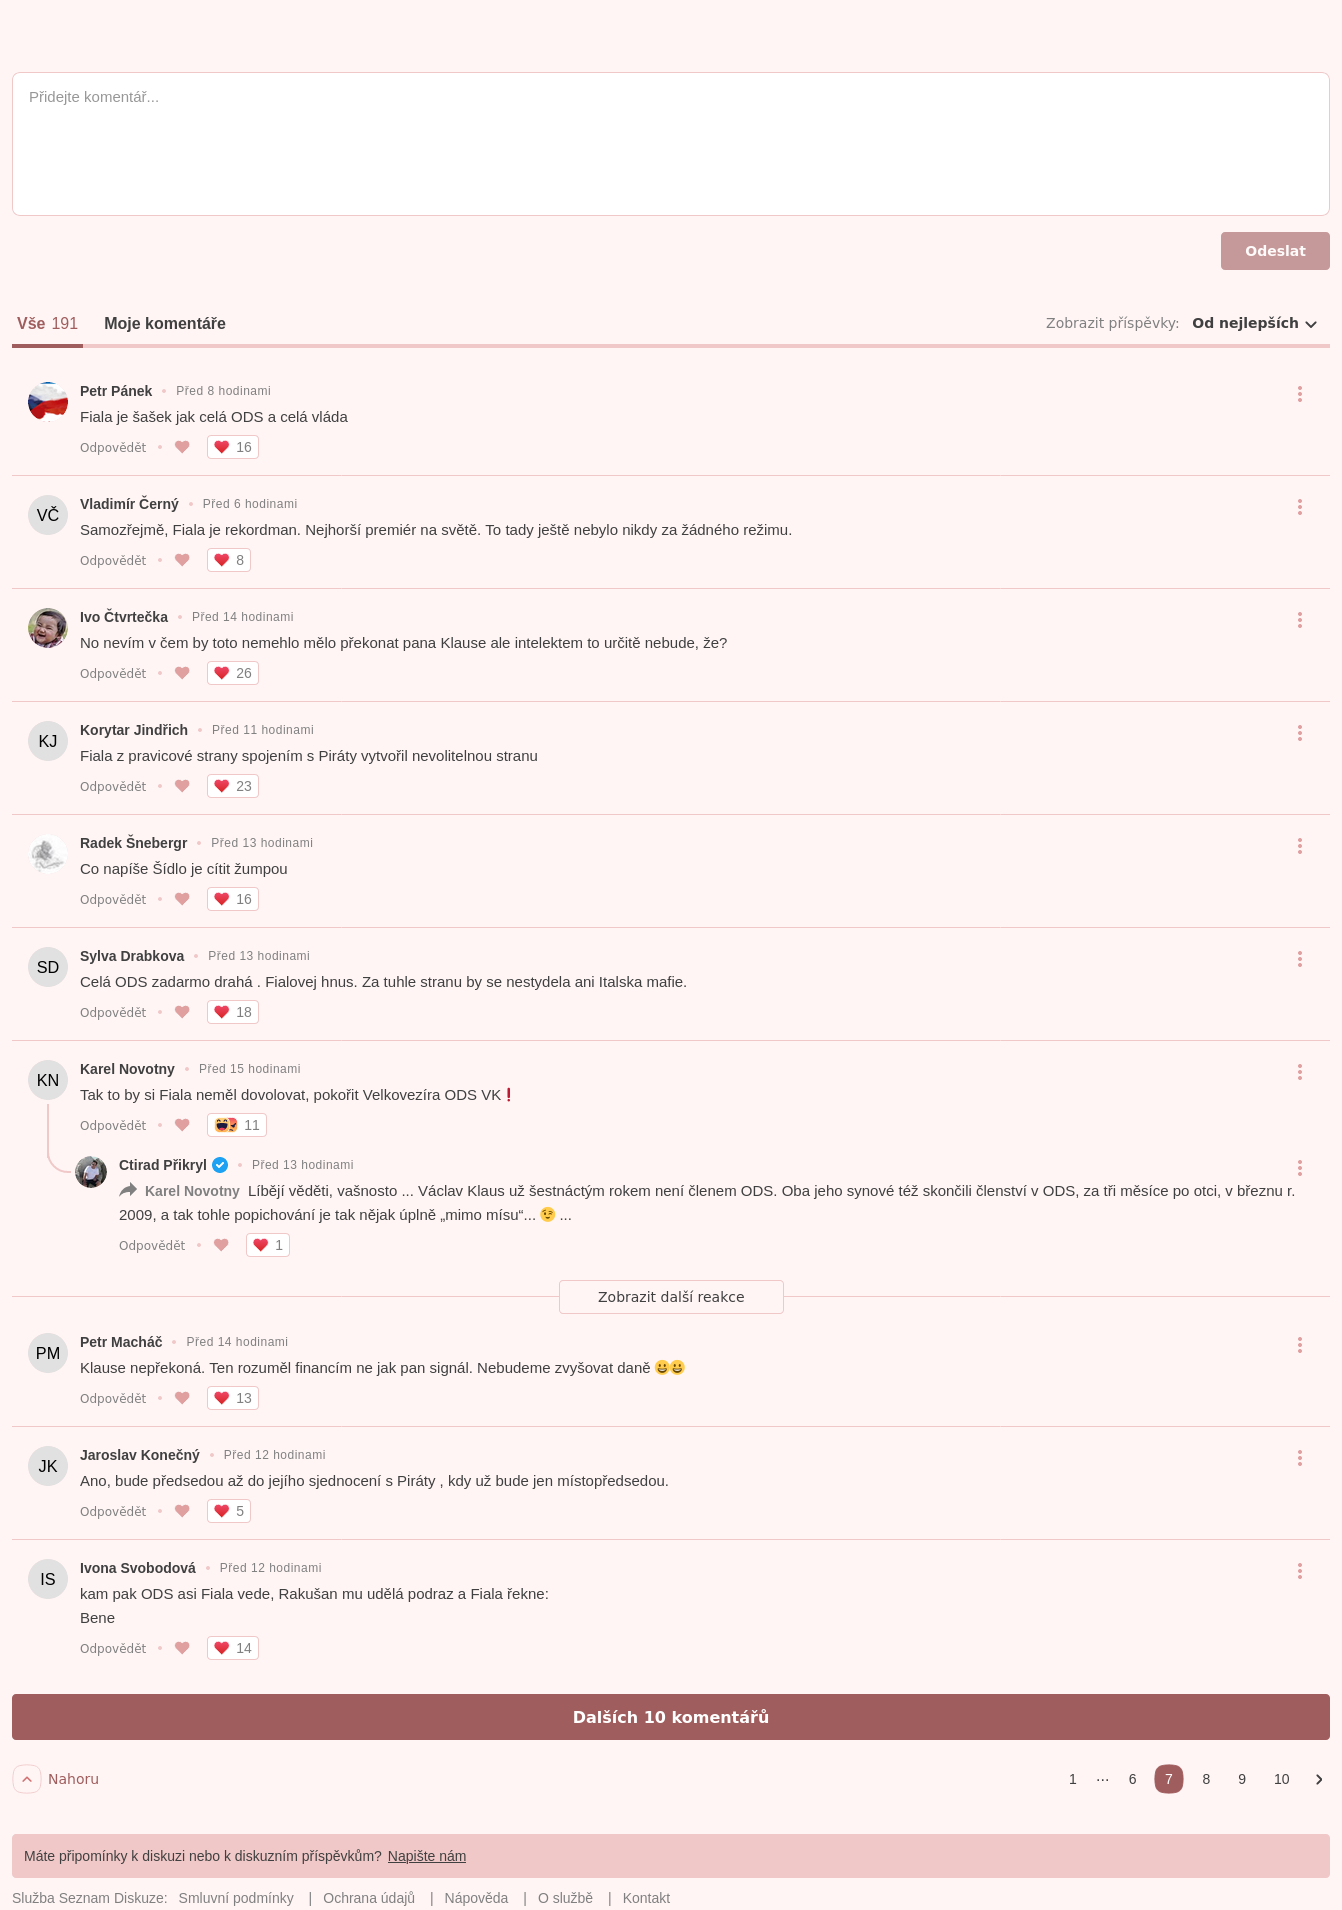 Přidejte komentář...
Odeslat
Vše 191 Moje komentáře Zobrazit příspěvky: Od nejlepších
Petr Pánek • Před 8 hodinami
Fiala je šašek jak celá ODS a celá vláda
Odpovědět • 16
VČ
Vladimír Černý • Před 6 hodinami
Samozřejmě, Fiala je rekordman. Nejhorší premiér na světě. To tady ještě nebylo nikdy za žádného režimu.
Odpovědět • 8
Ivo Čtvrtečka • Před 14 hodinami
No nevím v čem by toto nemehlo mělo překonat pana Klause ale intelektem to určitě nebude, že?
Odpovědět • 26
KJ
Korytar Jindřich • Před 11 hodinami
Fiala z pravicové strany spojením s Piráty vytvořil nevolitelnou stranu
Odpovědět • 23
Radek Šnebergr • Před 13 hodinami
Co napíše Šídlo je cítit žumpou
Odpovědět • 16
SD
Sylva Drabkova • Před 13 hodinami
Celá ODS zadarmo drahá . Fialovej hnus. Za tuhle stranu by se nestydela ani Italska mafie.
Odpovědět • 18
KN
Karel Novotny • Před 15 hodinami
Tak to by si Fiala neměl dovolovat, pokořit Velkovezíra ODS VK❗
Odpovědět • 11
Ctirad Přikryl • Před 13 hodinami
Karel Novotny Líbějí věděti, vašnosto ... Václav Klaus už šestnáctým rokem není členem ODS. Oba jeho synové též skončili členství v ODS, za tři měsíce po otci, v březnu r.
2009, a tak tohle popichování je tak nějak úplně „mimo mísu“... 😉 ...
Odpovědět • 1
Zobrazit další reakce
PM
Petr Macháč • Před 14 hodinami
Klause nepřekoná. Ten rozuměl financím ne jak pan signál. Nebudeme zvyšovat daně 😀😀
Odpovědět • 13
JK
Jaroslav Konečný • Před 12 hodinami
Ano, bude předsedou až do jejího sjednocení s Piráty , kdy už bude jen místopředsedou.
Odpovědět • 5
IS
Ivona Svobodová • Před 12 hodinami
kam pak ODS asi Fiala vede, Rakušan mu udělá podraz a Fiala řekne:
Bene
Odpovědět • 14
Dalších 10 komentářů
Nahoru 1 ··· 6 7 8 9 10
Máte připomínky k diskuzi nebo k diskuzním příspěvkům? Napište nám
Služba Seznam Diskuze: Smluvní podmínky | Ochrana údajů | Nápověda | O službě | Kontakt